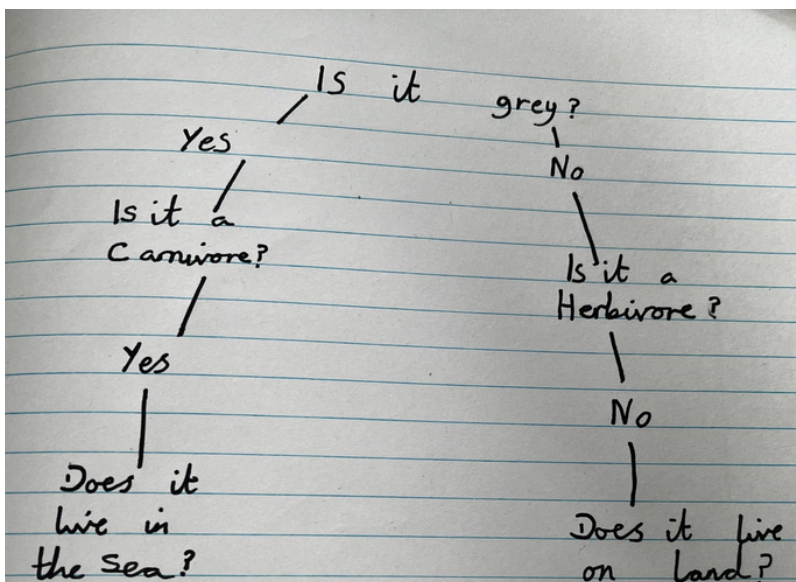 Is it grey?
Yes
No
Is it a
Carnivore?
Is it a
Herbivore?
Yes
No
Does it
live in
the sea?
Does it live
on land?